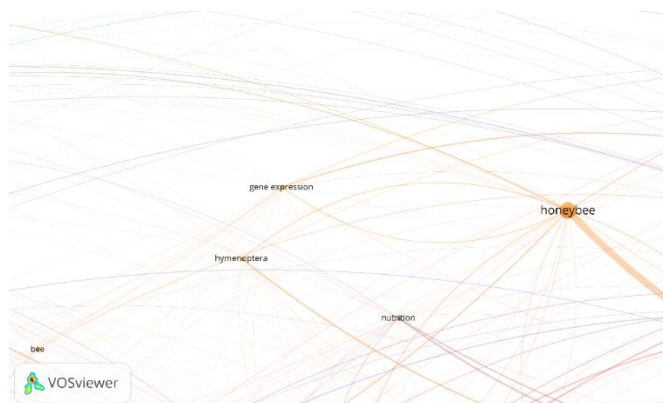 gene expression
honeybee
hymenoptera
nutrition
bee
VOSviewer